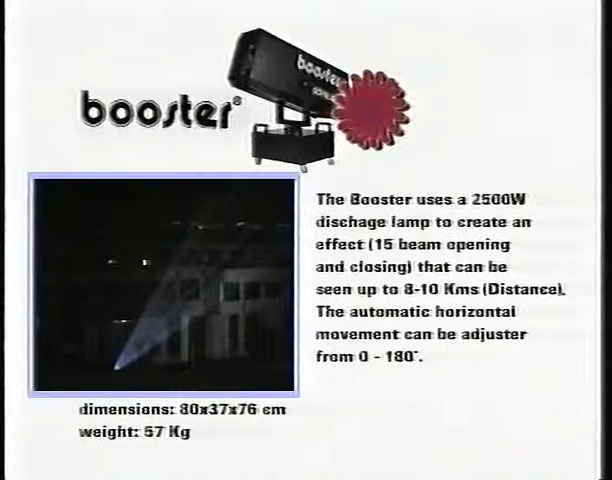 booster
booster®
The Booster uses a 2500W
dischage lamp to create an
effect (15 beam opening
and closing) that can be
seen up to 8-10 Kms (Distance).
The automatic horizontal
movement can be adjuster
from 0 - 180°.
dimensions: 80x37x76 cm
weight: 57 Kg